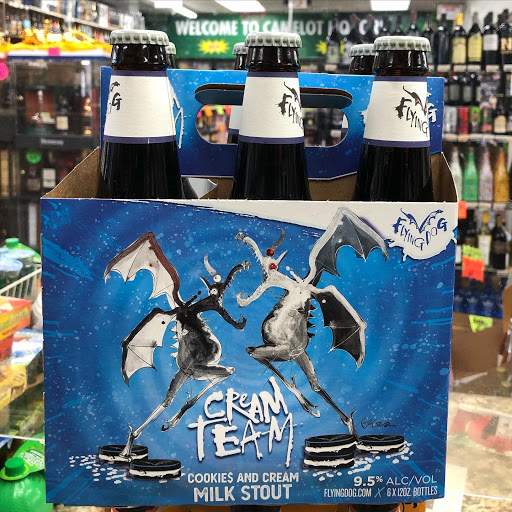 WELCOME TO CAMELOT
FLYING DOG
FLYING DOG
FLYING DOG
CREAM
TEAM
COOKIE$ AND CREAM
MILK STOUT
9.5% ALC/VOL
FLYINGDOG.COM X 6 X 12OZ. BOTTLES